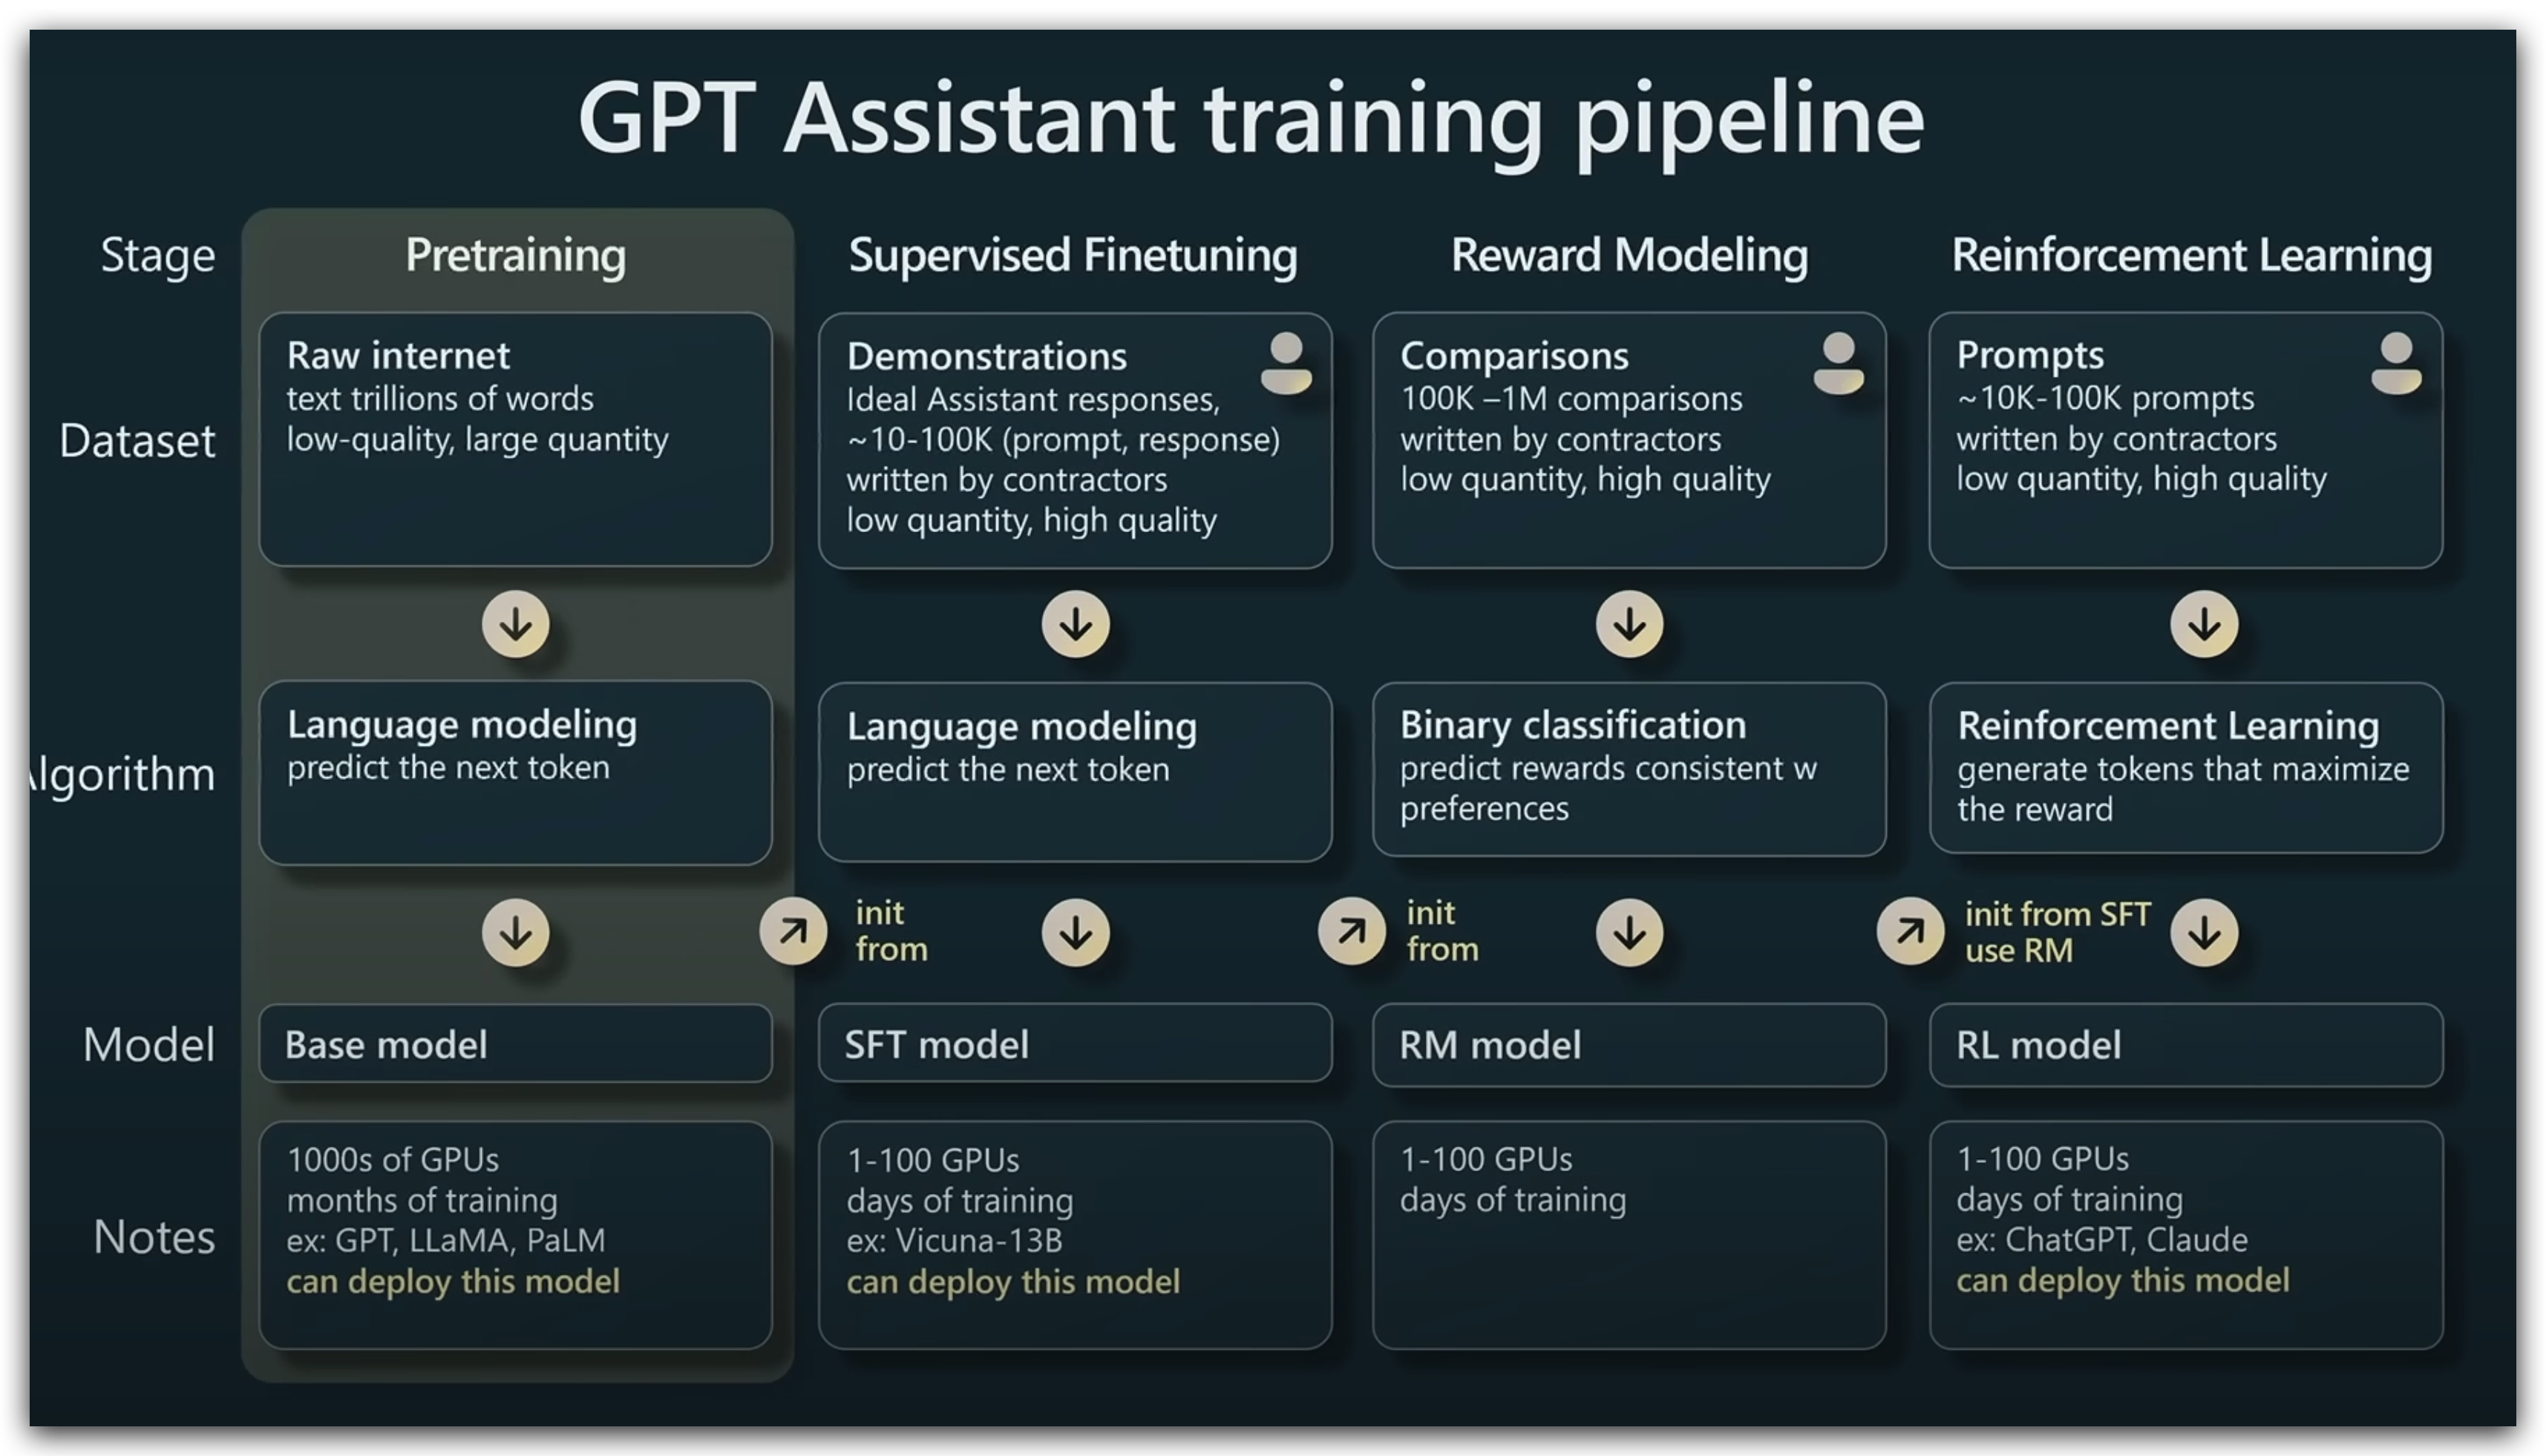 GPT Assistant training pipeline
Stage
Pretraining
Supervised Finetuning
Reward Modeling
Reinforcement Learning
Dataset
Raw internet
text trillions of words
low-quality, large quantity
Demonstrations
Ideal Assistant responses,
~10-100K (prompt, response)
written by contractors
low quantity, high quality
Comparisons
100K –1M comparisons
written by contractors
low quantity, high quality
Prompts
~10K-100K prompts
written by contractors
low quantity, high quality
Algorithm
Language modeling
predict the next token
Language modeling
predict the next token
Binary classification
predict rewards consistent w
preferences
Reinforcement Learning
generate tokens that maximize
the reward
init
from
init
from
init from SFT
use RM
Model
Base model
SFT model
RM model
RL model
Notes
1000s of GPUs
months of training
ex: GPT, LLaMA, PaLM
can deploy this model
1-100 GPUs
days of training
ex: Vicuna-13B
can deploy this model
1-100 GPUs
days of training
1-100 GPUs
days of training
ex: ChatGPT, Claude
can deploy this model